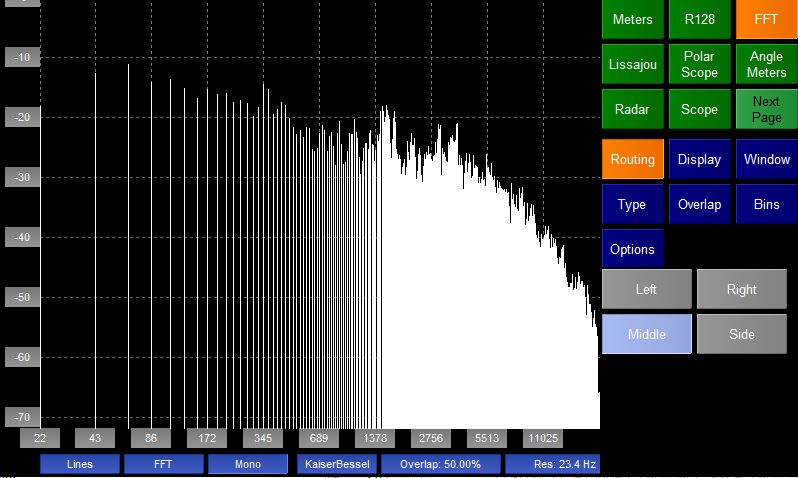 Meters R128 FFT
Lissajou Polar Scope Angle Meters
Radar Scope Next Page
Routing Display Window
Type Overlap Bins
Options
Left Right
Middle Side
-10
-20
-30
-40
-50
-60
-70
22 43 86 172 345 689 1378 2756 5513 11025
Lines FFT Mono KaiserBessel Overlap: 50.00% Res: 23.4 Hz